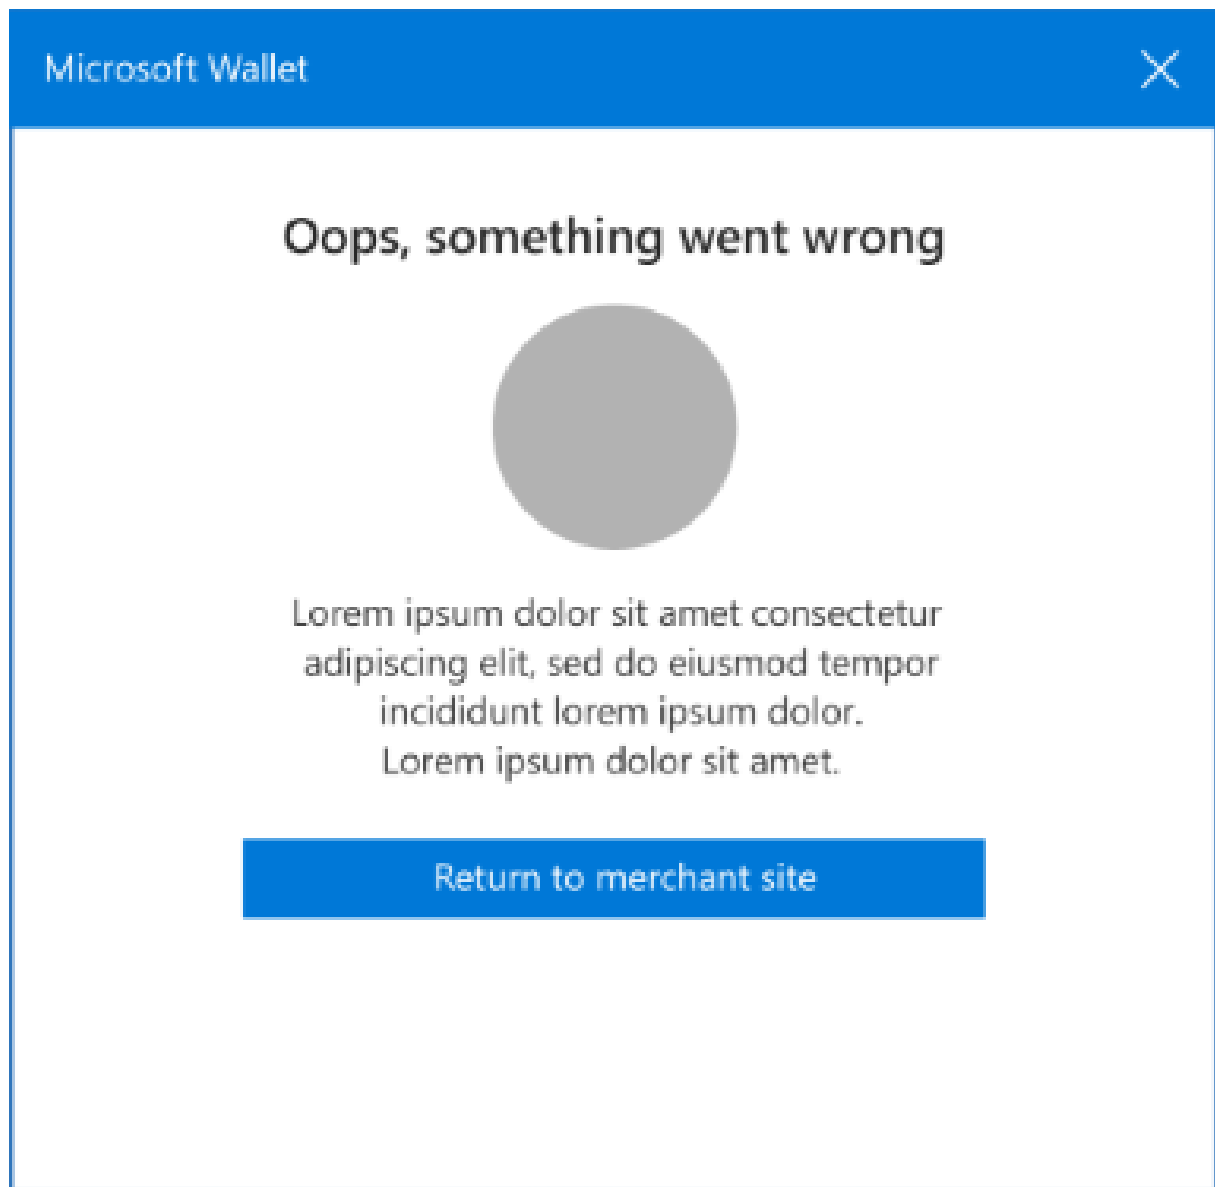 Microsoft Wallet
Oops, something went wrong
Lorem ipsum dolor sit amet consectetur
adipiscing elit, sed do eiusmod tempor
incididunt lorem ipsum dolor.
Lorem ipsum dolor sit amet.
Return to merchant site